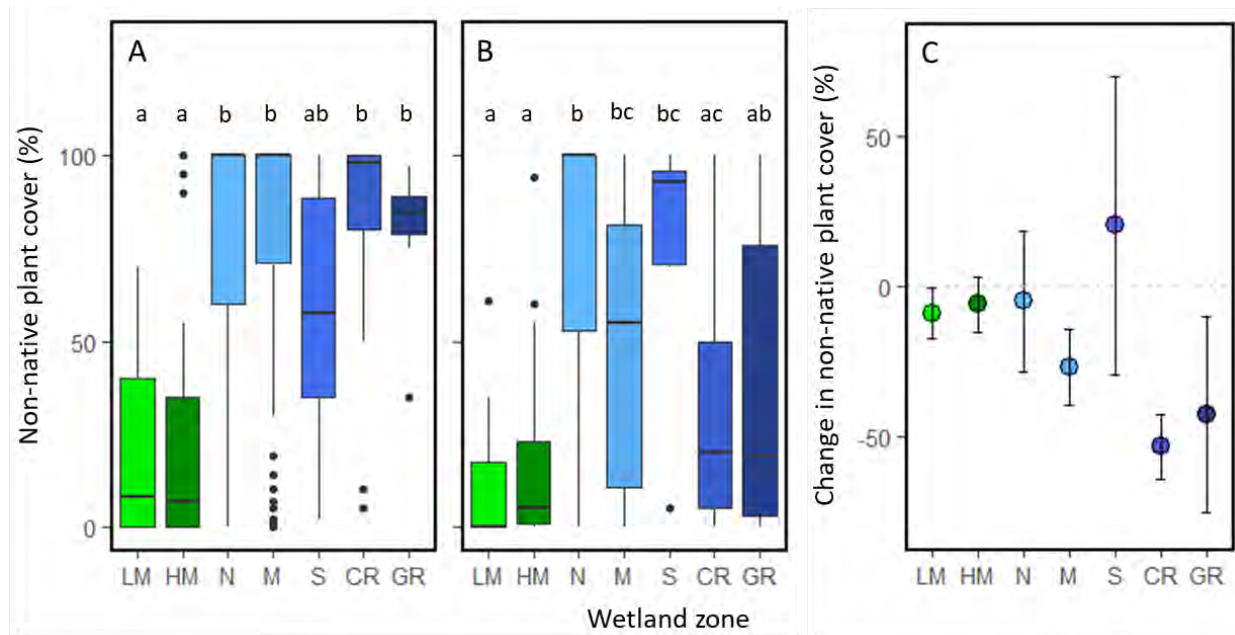 A
B
C
a a b b ab b b
a a b bc bc ac ab
Non-native plant cover (%)
100
50
0
Change in non-native plant cover (%)
50
0
-50
LM HM N M S CR GR
LM HM N M S CR GR
LM HM N M S CR GR
Wetland zone